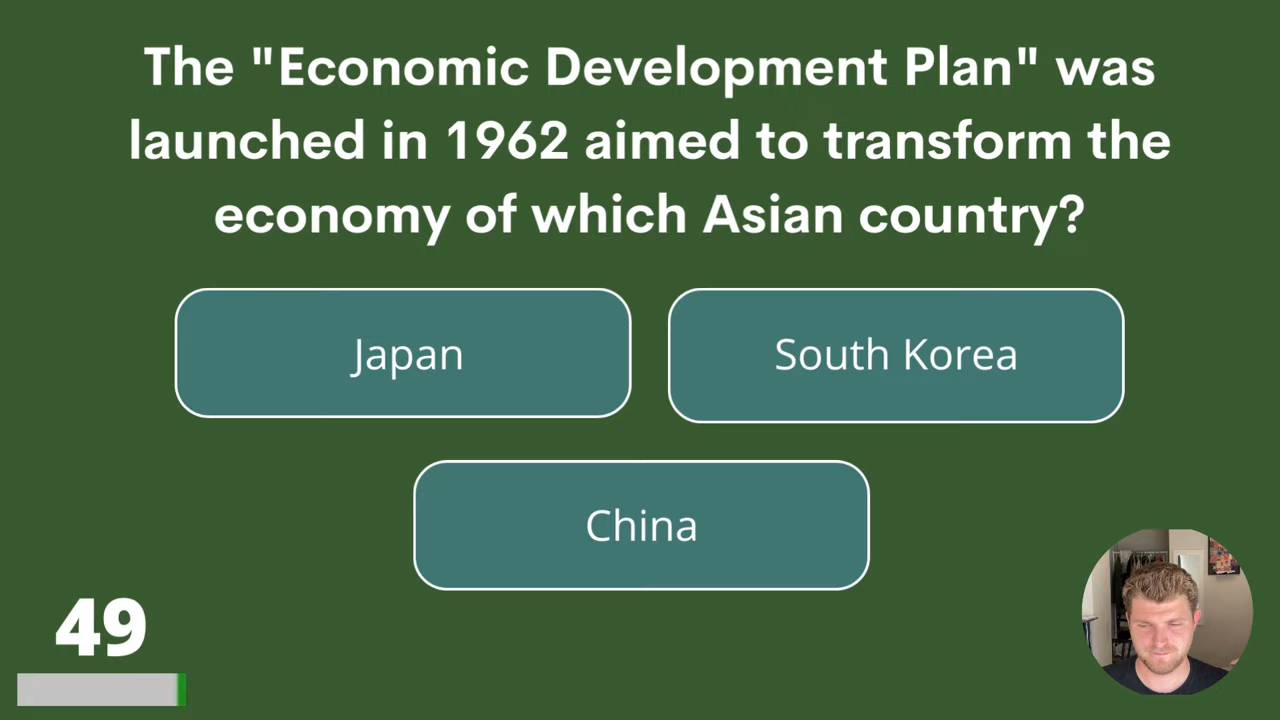 The "Economic Development Plan" was
launched in 1962 aimed to transform the
economy of which Asian country?
Japan
South Korea
China
49